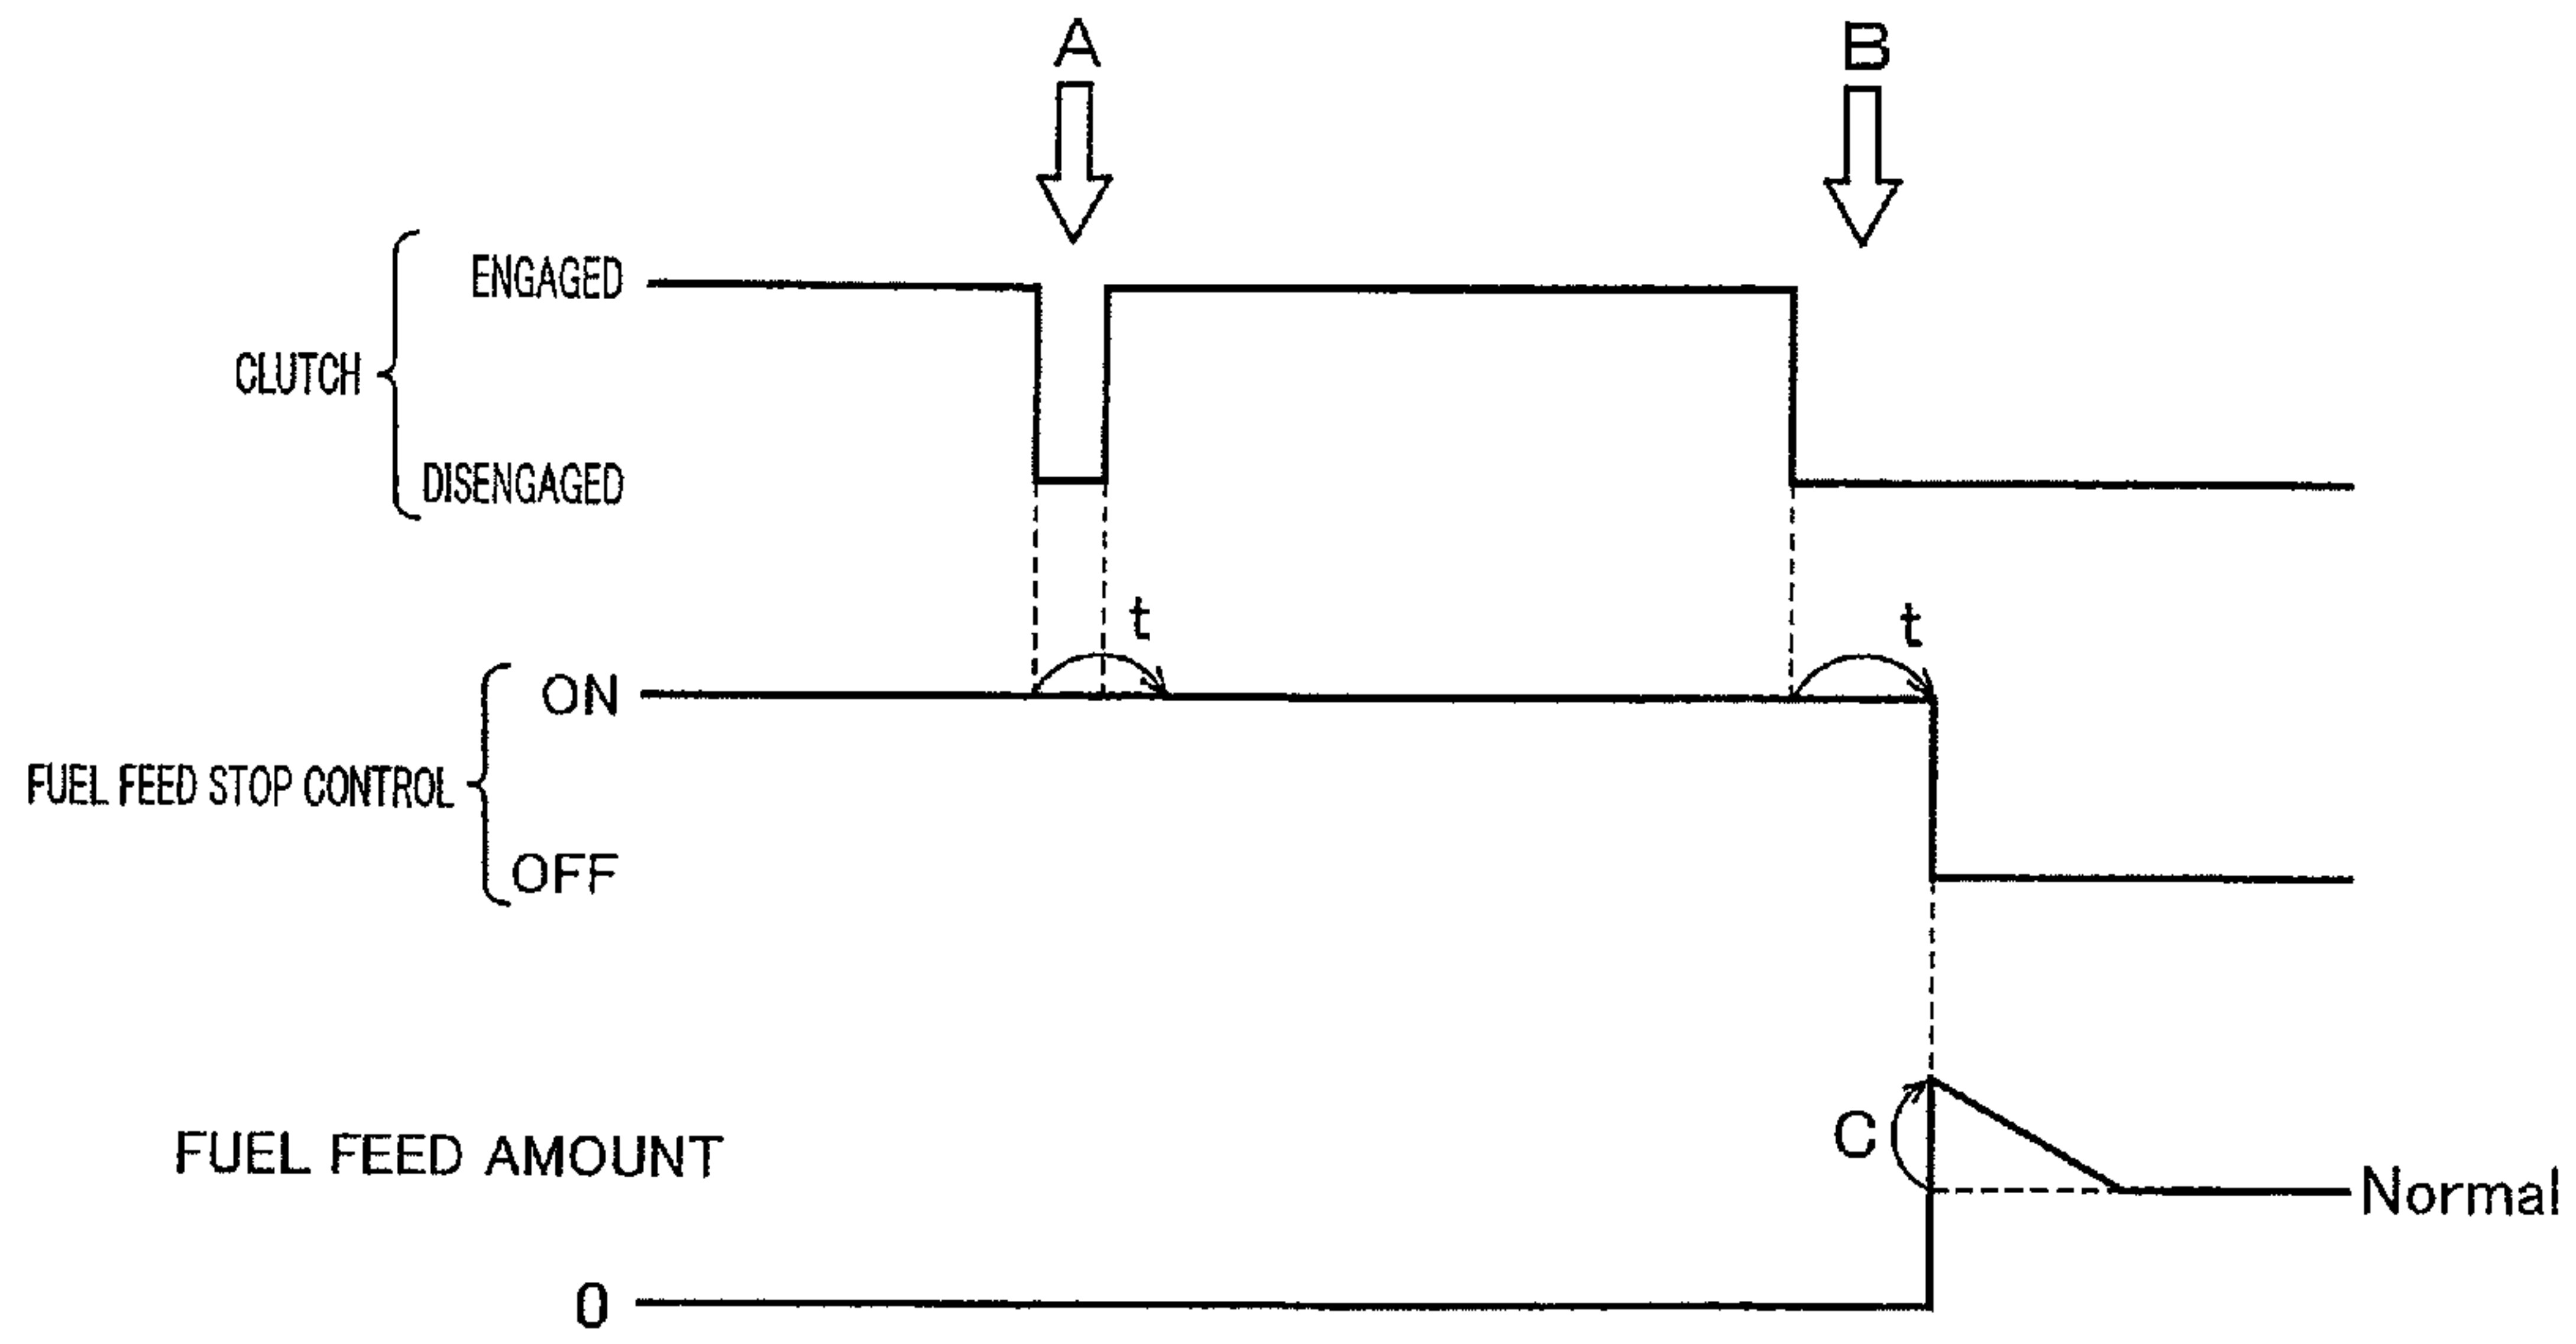 A
B
ENGAGED
CLUTCH
DISENGAGED
t
t
ON
FUEL FEED STOP CONTROL
OFF
C
FUEL FEED AMOUNT
Normal
0